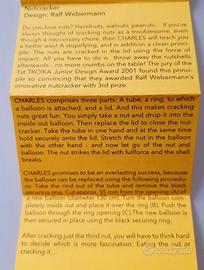 Nutcracker
Design: Ralf Webermann
Do you love nuts? Hazelnuts, walnuts, peanuts... If you've
always thought of cracking nuts as a troublesome, even
though a necessary chore, then CHARLES will teach you
a better way! A shapeflying, and in addition a clean princi-
ple: The nuts are cracked in the lid using the force of
impact. All you have to do is throw away the nutshells
afterwards - no more crumbs on the table! The jury of the
1st TROIKA Junior Design Award 2001 found this princip-
le so convincing that they awarded Ralf Webermann's
innovative nutcracker with 3rd prize.
CHARLES comprises three parts: A tube, a ring, to which
a balloon is attached, and a lid. And this makes cracking
nuts great fun: You simply take a nut and drop it into the
inside-out balloon. Then replace the lid to close the nut-
cracker. Take the tube in one hand and at the same time
hold securely onto the lid. Stretch the nut in the balloon
with the other hand - and now let go of the nut and
balloon: The nut strikes the lid with fullforce and the shell
breaks.
CHARLES promises to be an everlasting success, because
the balloon can be replaced using the following procedu-
re: Take the ring out of the tube and remove the black
securing ring. Cut approx. 55 mm from the opening (A) of
a new balloon (diameter 130 cm). Turn the balloon com-
pletely inside out and place it over the ring (B). Push the
balloon through the ring opening (C) The new balloon is
then secured in place using the black securing ring.
After cracking just the third nut, you will have to think hard
to decide which is more fascinating: Eating the nut or
cracking it....